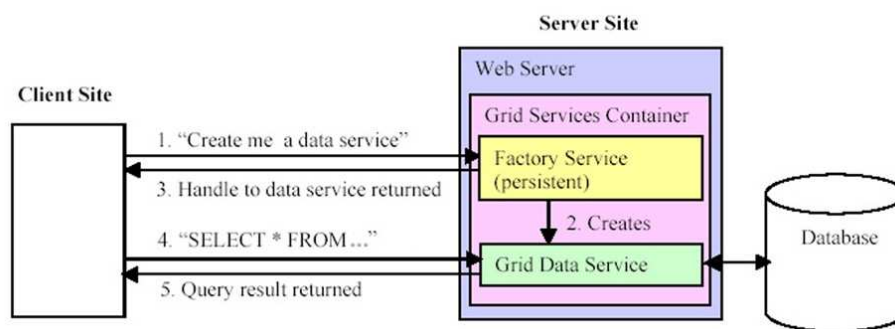 Server Site
Web Server
Client Site
Grid Services Container
1. “Create me a data service”
Factory Service
(persistent)
3. Handle to data service returned
2. Creates
4. “SELECT * FROM…”
Database
Grid Data Service
5. Query result returned